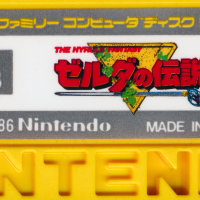 ファミリー コンピュータ ディスク
THE HYRULE FANTASY
ゼルダの伝説
86 Nintendo
MADE IN
NTEN